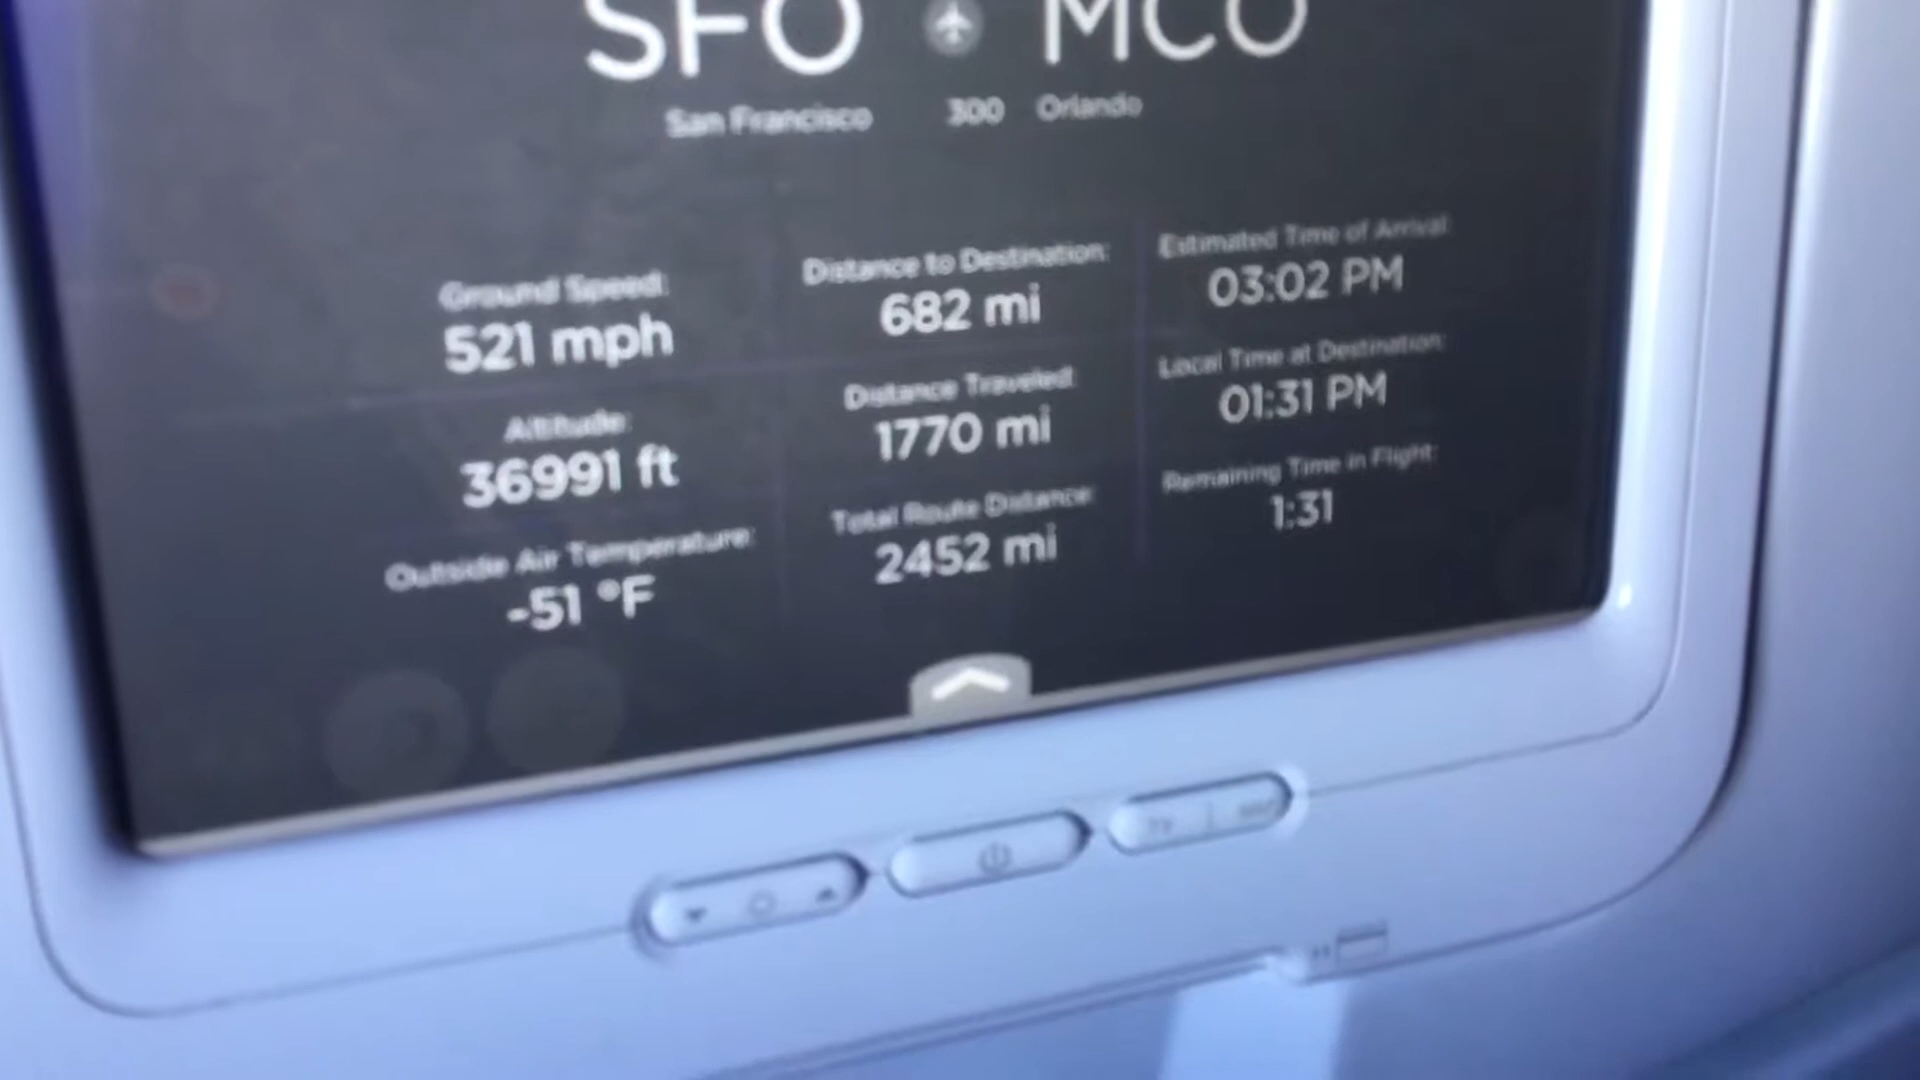 SFO MCO
San Francisco 300 Orlando
Ground Speed:
521 mph
Altitude:
36991 ft
Outside Air Temperature:
-51 °F
Distance to Destination:
682 mi
Distance Traveled:
1770 mi
Total Route Distance:
2452 mi
Estimated Time of Arrival:
03:02 PM
Local Time at Destination:
01:31 PM
Remaining Time in Flight:
1:31